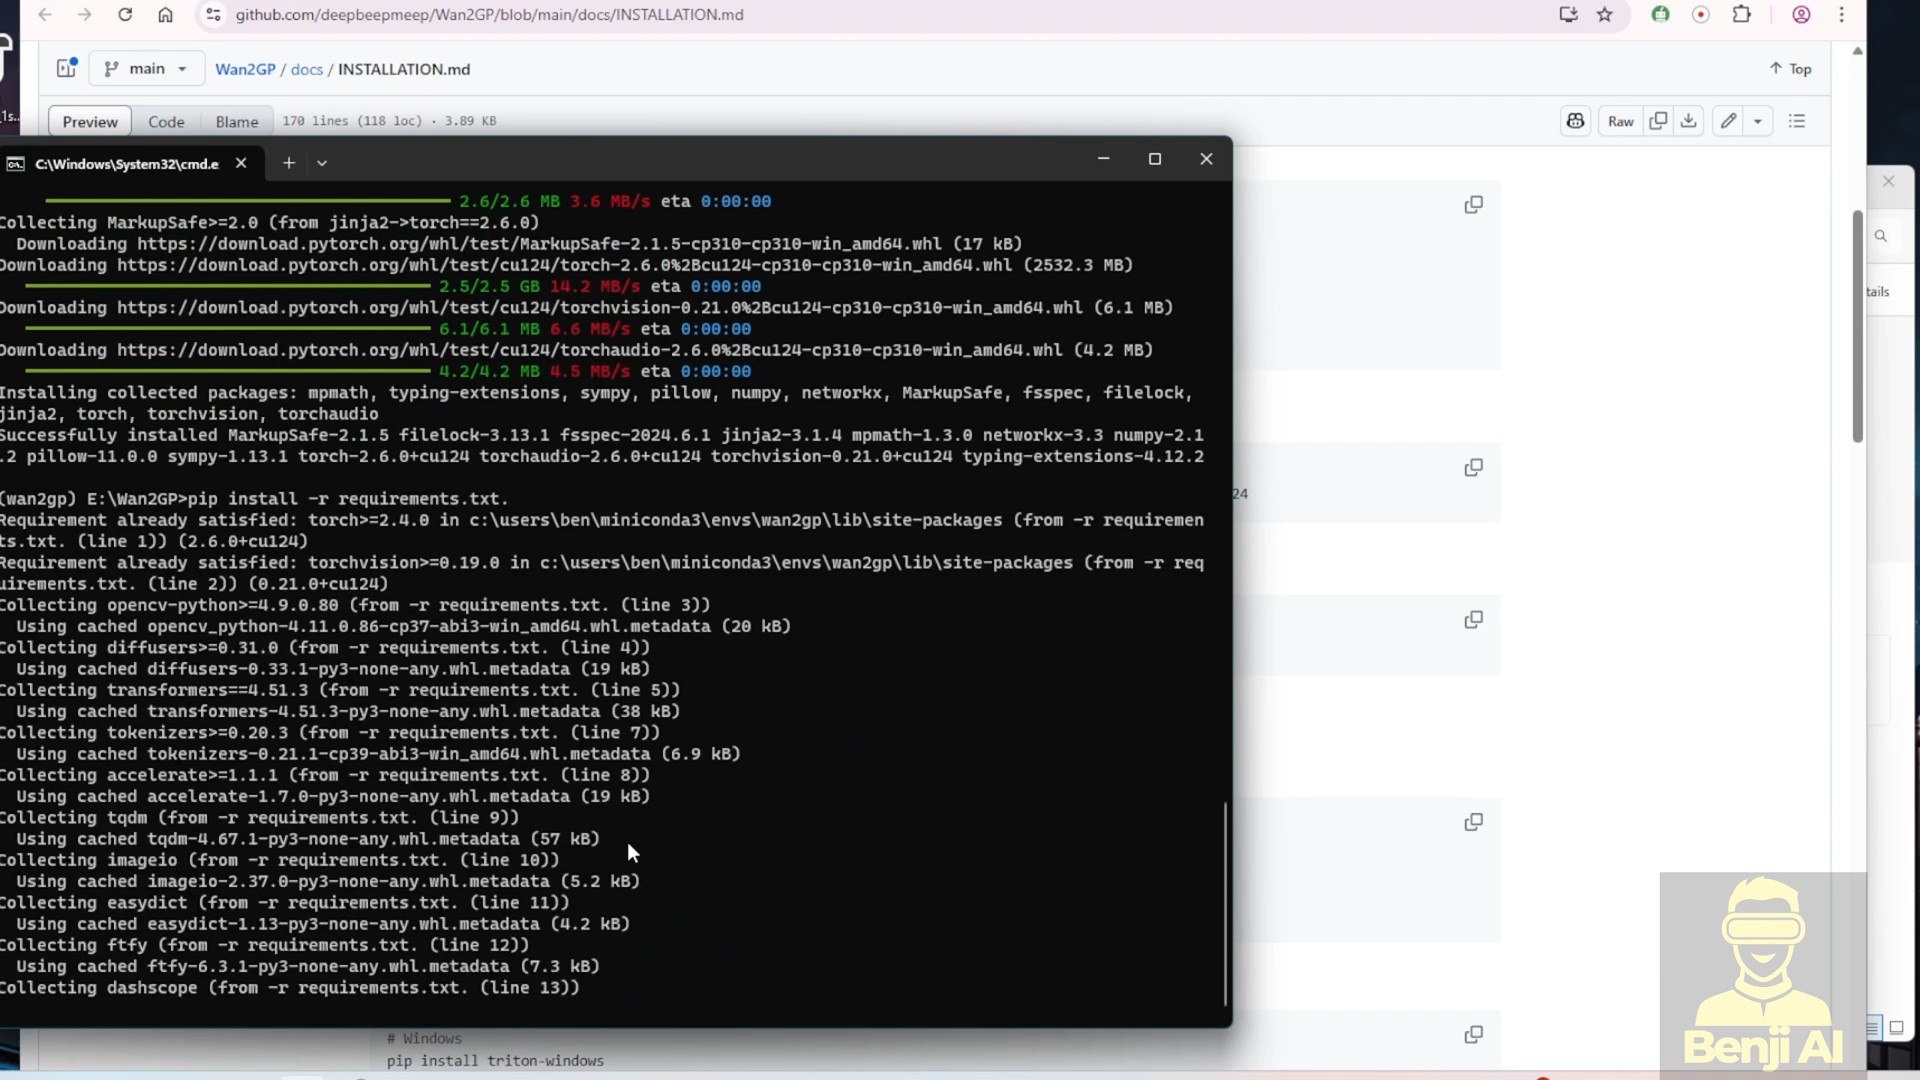 github.com/deepbeepmeep/Wan2GP/blob/main/docs/INSTALLATION.md
main
Wan2GP / docs / INSTALLATION.md
Top
Preview Code Blame 170 lines (118 loc) · 3.89 KB
Raw
C:\Windows\System32\cmd.e
2.6/2.6 MB 3.6 MB/s eta 0:00:00
Collecting MarkupSafe>=2.0 (from jinja2->torch==2.6.0)
Downloading https://download.pytorch.org/whl/test/MarkupSafe-2.1.5-cp310-cp310-win_amd64.whl (17 kB)
Downloading https://download.pytorch.org/whl/test/cu124/torch-2.6.0%2Bcu124-cp310-cp310-win_amd64.whl (2532.3 MB)
2.5/2.5 GB 14.2 MB/s eta 0:00:00
Downloading https://download.pytorch.org/whl/test/cu124/torchvision-0.21.0%2Bcu124-cp310-cp310-win_amd64.whl (6.1 MB)
6.1/6.1 MB 6.6 MB/s eta 0:00:00
Downloading https://download.pytorch.org/whl/test/cu124/torchaudio-2.6.0%2Bcu124-cp310-cp310-win_amd64.whl (4.2 MB)
4.2/4.2 MB 4.5 MB/s eta 0:00:00
Installing collected packages: mpmath, typing-extensions, sympy, pillow, numpy, networkx, MarkupSafe, fsspec, filelock,
jinja2, torch, torchvision, torchaudio
Successfully installed MarkupSafe-2.1.5 filelock-3.13.1 fsspec-2024.6.1 jinja2-3.1.4 mpmath-1.3.0 networkx-3.3 numpy-2.1
.2 pillow-11.0.0 sympy-1.13.1 torch-2.6.0+cu124 torchaudio-2.6.0+cu124 torchvision-0.21.0+cu124 typing-extensions-4.12.2
(wan2gp) E:\Wan2GP>pip install -r requirements.txt.
Requirement already satisfied: torch>=2.4.0 in c:\users\ben\miniconda3\envs\wan2gp\lib\site-packages (from -r requiremen
ts.txt. (line 1)) (2.6.0+cu124)
Requirement already satisfied: torchvision>=0.19.0 in c:\users\ben\miniconda3\envs\wan2gp\lib\site-packages (from -r req
uirements.txt. (line 2)) (0.21.0+cu124)
Collecting opencv-python>=4.9.0.80 (from -r requirements.txt. (line 3))
Using cached opencv_python-4.11.0.86-cp37-abi3-win_amd64.whl.metadata (20 kB)
Collecting diffusers>=0.31.0 (from -r requirements.txt. (line 4))
Using cached diffusers-0.33.1-py3-none-any.whl.metadata (19 kB)
Collecting transformers==4.51.3 (from -r requirements.txt. (line 5))
Using cached transformers-4.51.3-py3-none-any.whl.metadata (38 kB)
Collecting tokenizers>=0.20.3 (from -r requirements.txt. (line 7))
Using cached tokenizers-0.21.1-cp39-abi3-win_amd64.whl.metadata (6.9 kB)
Collecting accelerate>=1.1.1 (from -r requirements.txt. (line 8))
Using cached accelerate-1.7.0-py3-none-any.whl.metadata (19 kB)
Collecting tqdm (from -r requirements.txt. (line 9))
Using cached tqdm-4.67.1-py3-none-any.whl.metadata (57 kB)
Collecting imageio (from -r requirements.txt. (line 10))
Using cached imageio-2.37.0-py3-none-any.whl.metadata (5.2 kB)
Collecting easydict (from -r requirements.txt. (line 11))
Using cached easydict-1.13-py3-none-any.whl.metadata (4.2 kB)
Collecting ftfy (from -r requirements.txt. (line 12))
Using cached ftfy-6.3.1-py3-none-any.whl.metadata (7.3 kB)
Collecting dashscope (from -r requirements.txt. (line 13))
24
tails
# Windows
pip install triton-windows
Benji AI